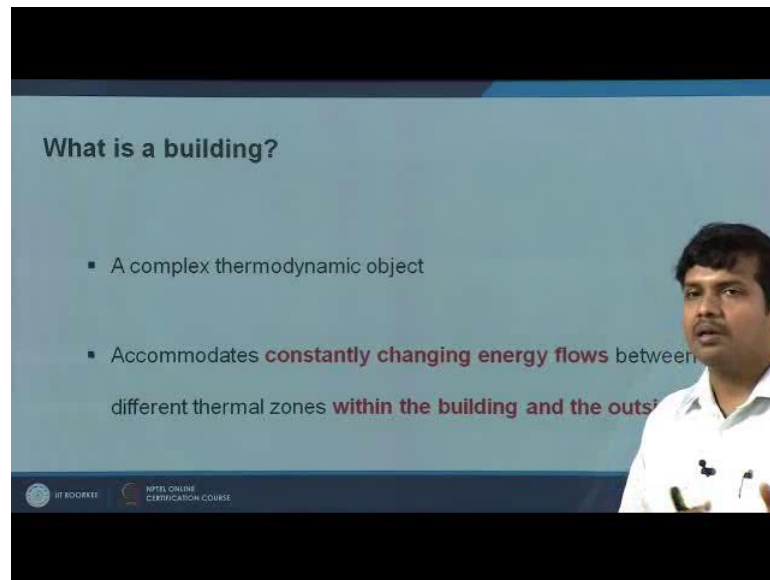 What is a building?
▪ A complex thermodynamic object
▪ Accommodates constantly changing energy flows between
different thermal zones within the building and the outsi
IIT ROORKEE
NPTEL ONLINE
CERTIFICATION COURSE